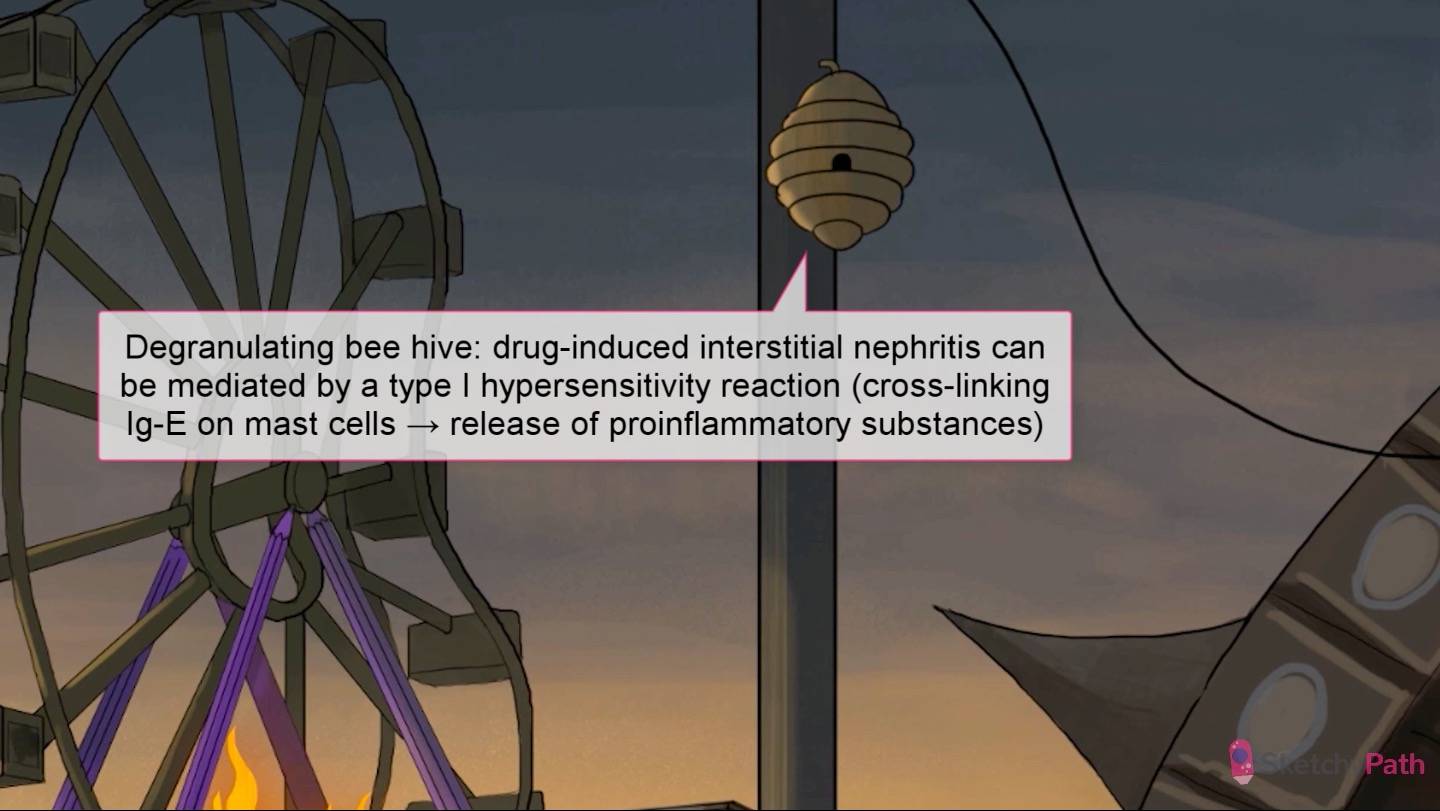 Degranulating bee hive: drug-induced interstitial nephritis can
be mediated by a type I hypersensitivity reaction (cross-linking
Ig-E on mast cells → release of proinflammatory substances)
SketchyPath